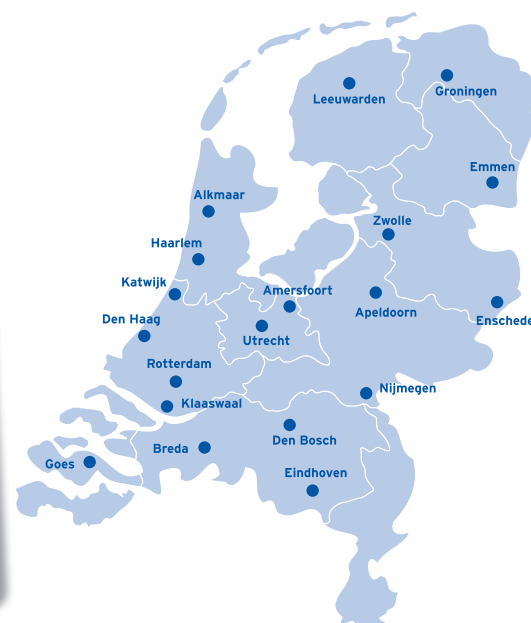 Groningen
Leeuwarden
Emmen
Alkmaar
Zwolle
Haarlem
Katwijk
Amersfoort
Apeldoorn
Den Haag
Enschede
Utrecht
Rotterdam
Nijmegen
Klaaswaal
Den Bosch
Breda
Goes
Eindhoven